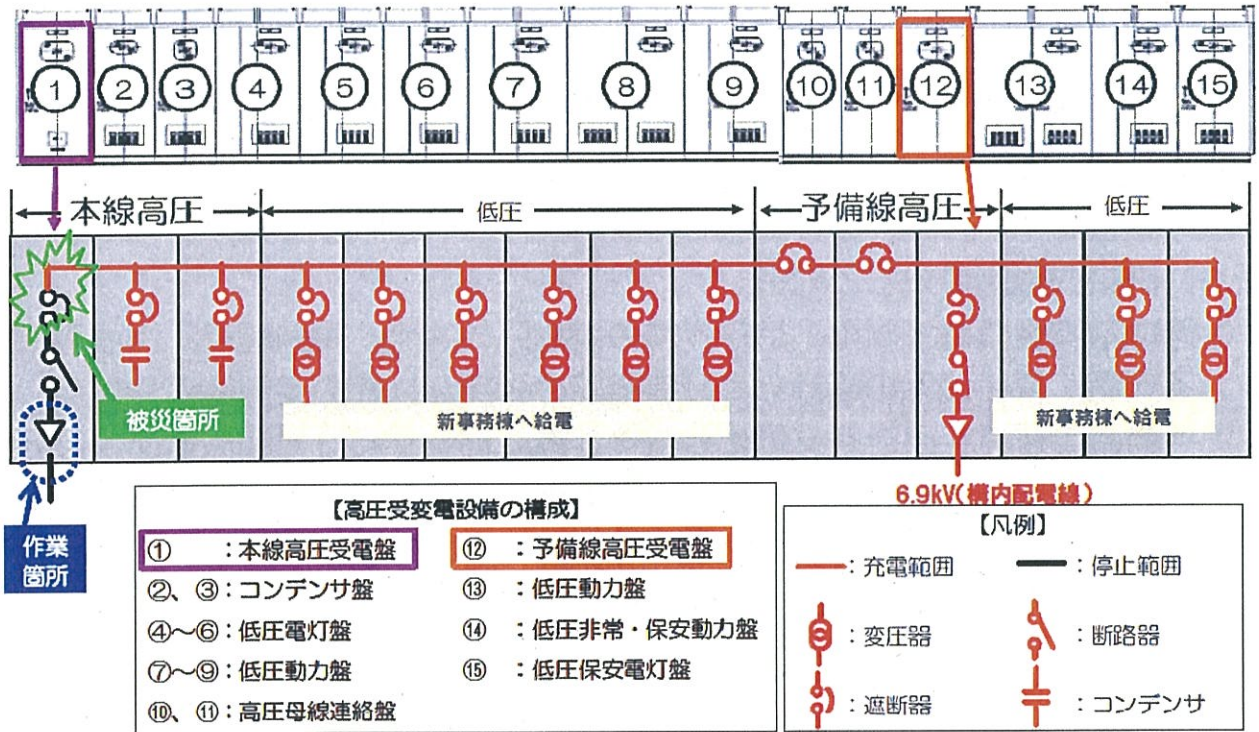 ① ② ③ ④ ⑤ ⑥ ⑦ ⑧ ⑨ ⑩ ⑪ ⑫ ⑬ ⑭ ⑮
本線高圧 低圧 予備線高圧 低圧
被災箇所
新事務棟へ給電
新事務棟へ給電
6.9kV(構内配電線)
作業
箇所
【高圧受変電設備の構成】
① :本線高圧受電盤
②、③:コンデンサ盤
④~⑥:低圧電灯盤
⑦~⑨:低圧動力盤
⑩、⑪:高圧母線連絡盤
⑫ :予備線高圧受電盤
⑬ :低圧動力盤
⑭ :低圧非常・保安動力盤
⑮ :低圧保安電灯盤
【凡例】
:充電範囲 :停止範囲
:変圧器 :断路器
:遮断器 :コンデンサ